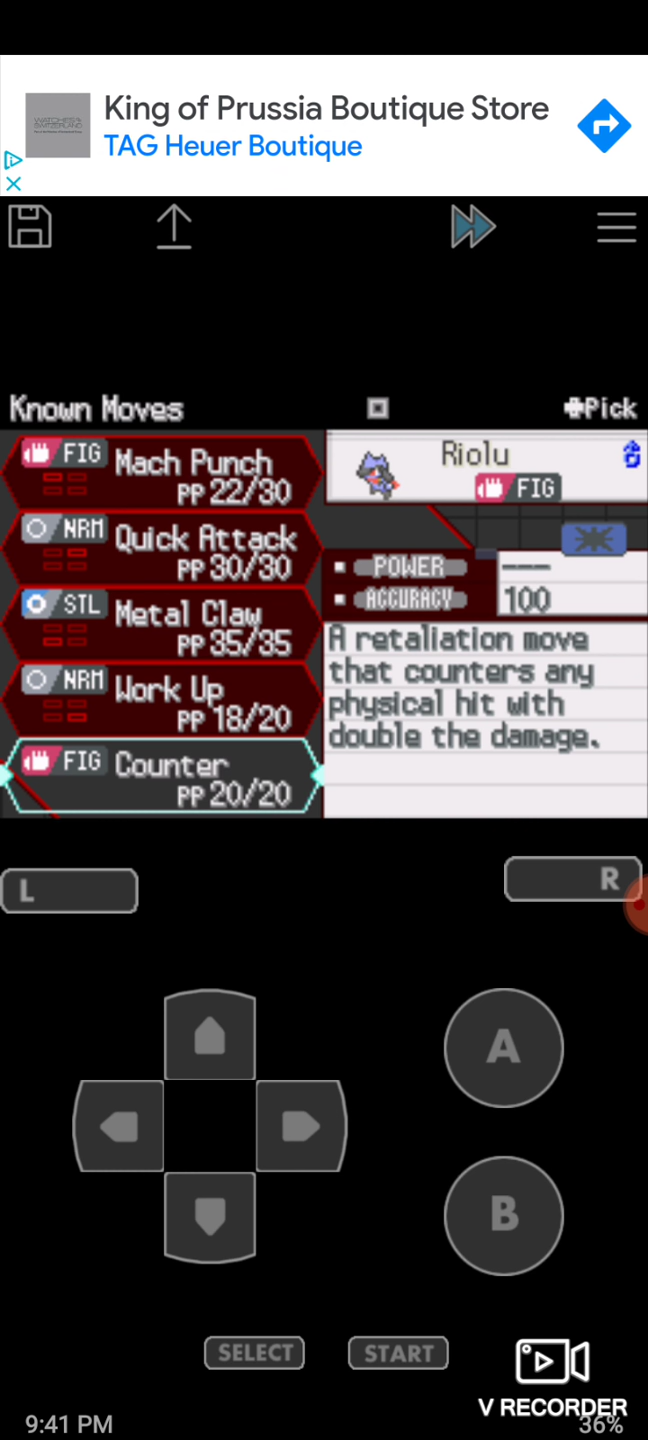 King of Prussia Boutique Store
WATCHES OF SWITZERLAND
TAG Heuer Boutique
Known Moves
Pick
FIG Mach Punch
PP 22/30
NRM Quick Attack
PP 30/30
STL Metal Claw
PP 35/35
NRM Work Up
PP 18/20
FIG Counter
PP 20/20
Riolu
FIG
POWER ---
ACCURACY 100
A retaliation move
that counters any
physical hit with
double the damage.
L
R
A
B
SELECT
START
V RECORDER
9:41 PM
36%